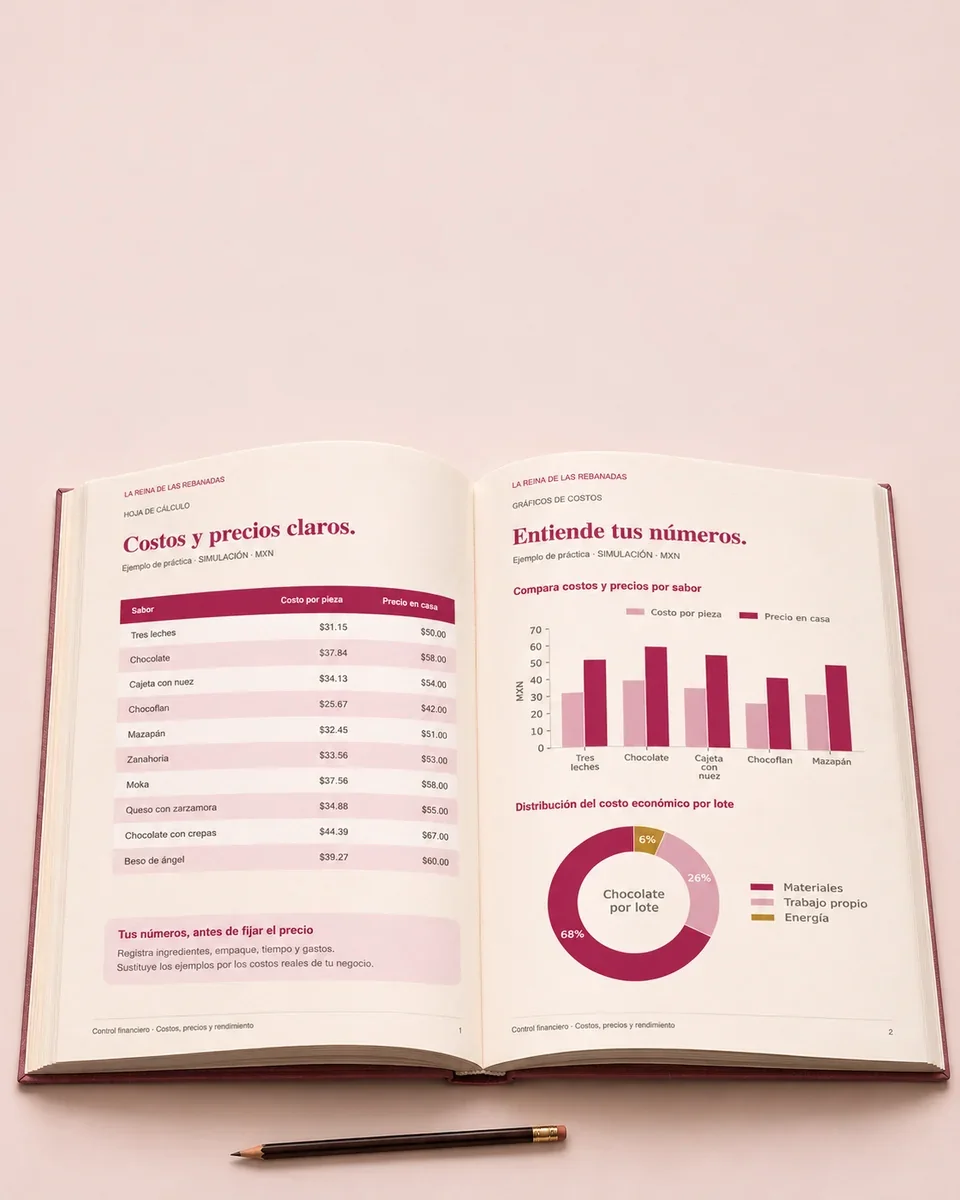 LA REINA DE LAS REBANADAS
HOJA DE CÁLCULO
Costos y precios claros.
Ejemplo de práctica · SIMULACIÓN · MXN
Sabor Costo por pieza Precio en casa
Tres leches $31.15 $50.00
Chocolate $37.84 $58.00
Cajeta con nuez $34.13 $54.00
Chocoflan $25.67 $42.00
Mazapán $32.45 $51.00
Zanahoria $33.56 $53.00
Moka $37.56 $58.00
Queso con zarzamora $34.88 $55.00
Chocolate con crepas $44.39 $67.00
Beso de ángel $39.27 $60.00
Tus números, antes de fijar el precio
Registra ingredientes, empaque, tiempo y gastos.
Sustituye los ejemplos por los costos reales de tu negocio.
Control financiero · Costos, precios y rendimiento 1
LA REINA DE LAS REBANADAS
GRÁFICOS DE COSTOS
Entiende tus números.
Ejemplo de práctica · SIMULACIÓN · MXN
Compara costos y precios por sabor
Costo por pieza Precio en casa
MXN
70
60
50
40
30
20
10
0
Tres
leches
Chocolate
Cajeta
con
nuez
Chocoflan
Mazapán
Distribución del costo económico por lote
6%
26%
68%
Chocolate
por lote
Materiales
Trabajo propio
Energía
Control financiero · Costos, precios y rendimiento 2